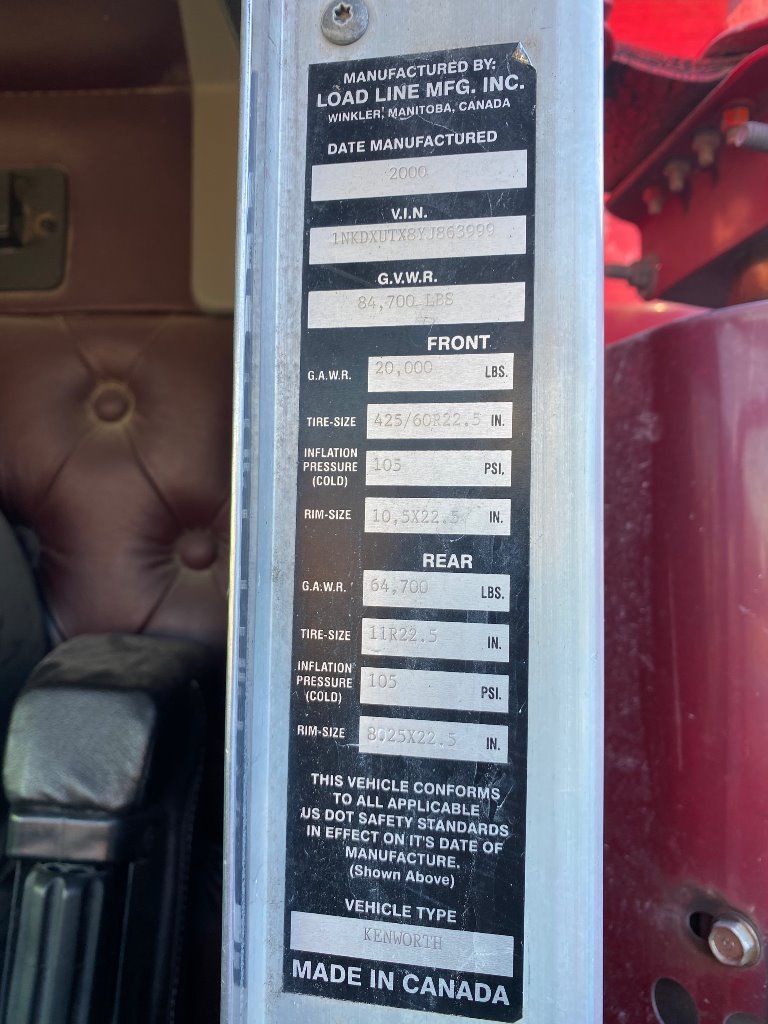 MANUFACTURED BY:
LOAD LINE MFG. INC.
WINKLER, MANITOBA, CANADA
DATE MANUFACTURED
2000
V.I.N.
1NKDXUTX8YJ863999
G.V.W.R.
84,700 LBS
FRONT
G.A.W.R. 20,000 LBS.
TIRE-SIZE 425/60R22.5 IN.
INFLATION
PRESSURE 105 PSI.
(COLD)
RIM-SIZE 10,5X22.5 IN.
REAR
G.A.W.R. 64,700 LBS.
TIRE-SIZE 11R22.5 IN.
INFLATION
PRESSURE 105 PSI.
(COLD)
RIM-SIZE 8025X22.5 IN.
THIS VEHICLE CONFORMS
TO ALL APPLICABLE
US DOT SAFETY STANDARDS
IN EFFECT ON IT'S DATE OF
MANUFACTURE.
(Shown Above)
VEHICLE TYPE
KENWORTH
MADE IN CANADA